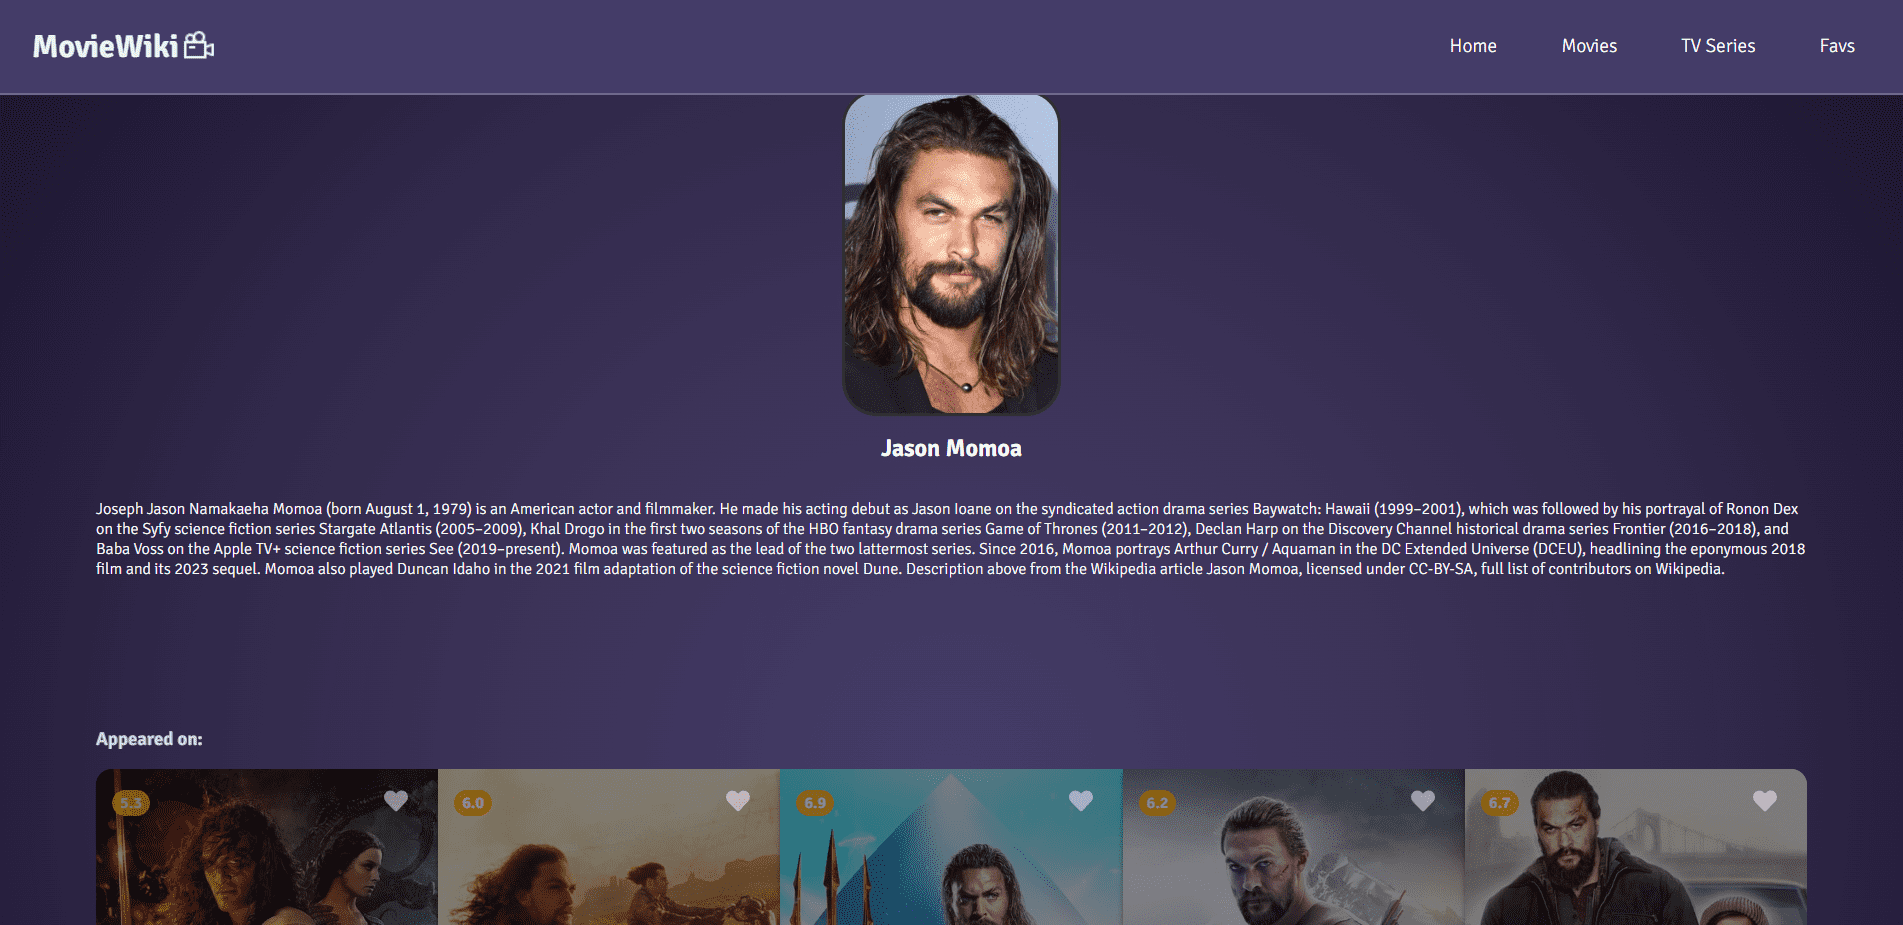 MovieWiki
Home
Movies
TV Series
Favs
Jason Momoa
Joseph Jason Namakaeha Momoa (born August 1, 1979) is an American actor and filmmaker. He made his acting debut as Jason Ioane on the syndicated action drama series Baywatch: Hawaii (1999–2001), which was followed by his portrayal of Ronon Dex
on the Syfy science fiction series Stargate Atlantis (2005–2009), Khal Drogo in the first two seasons of the HBO fantasy drama series Game of Thrones (2011–2012), Declan Harp on the Discovery Channel historical drama series Frontier (2016–2018), and
Baba Voss on the Apple TV+ science fiction series See (2019–present). Momoa was featured as the lead of the two lattermost series. Since 2016, Momoa portrays Arthur Curry / Aquaman in the DC Extended Universe (DCEU), headlining the eponymous 2018
film and its 2023 sequel. Momoa also played Duncan Idaho in the 2021 film adaptation of the science fiction novel Dune. Description above from the Wikipedia article Jason Momoa, licensed under CC-BY-SA, full list of contributors on Wikipedia.
Appeared on:
5.3
6.0
6.9
6.2
6.7